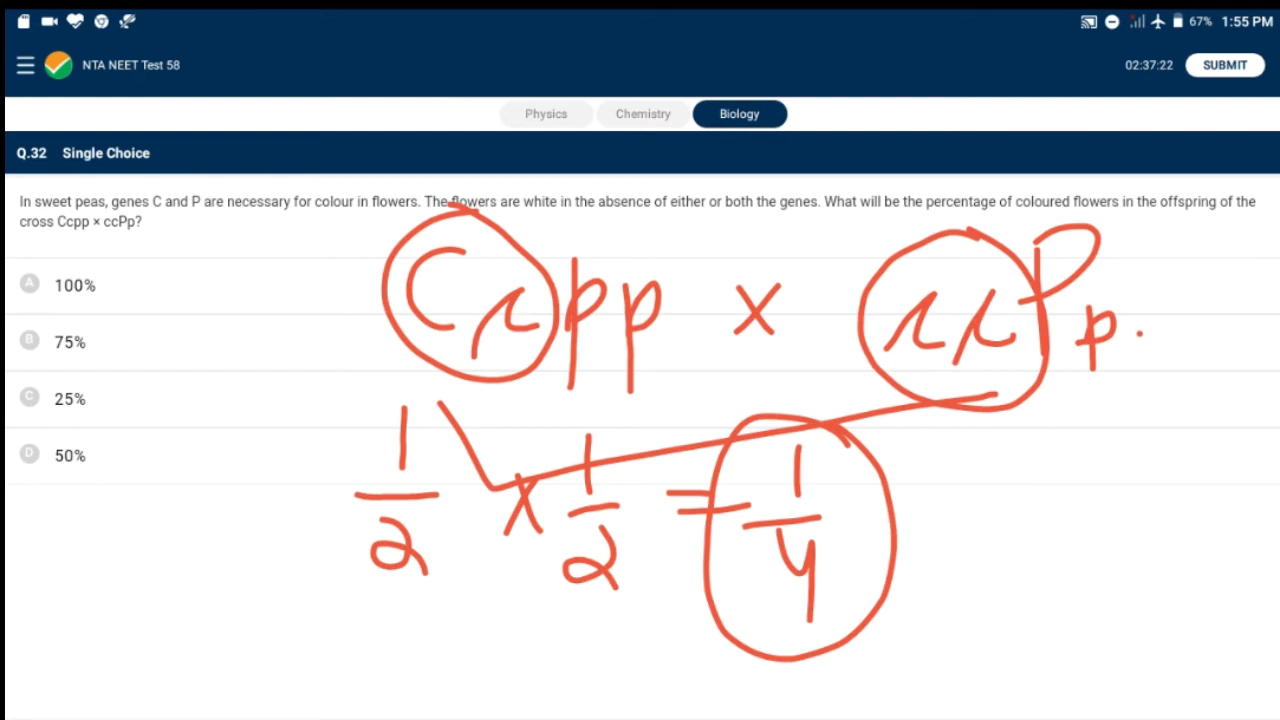 67% 1:55 PM
NTA NEET Test 58 02:37:22 SUBMIT
Physics Chemistry Biology
Q.32 Single Choice
In sweet peas, genes C and P are necessary for colour in flowers. The flowers are white in the absence of either or both the genes. What will be the percentage of coloured flowers in the offspring of the
cross Ccpp × ccPp?
A 100%
B 75%
C 25%
D 50%
Ccpp × ccPp.
1/2 × 1/2 = 1/4